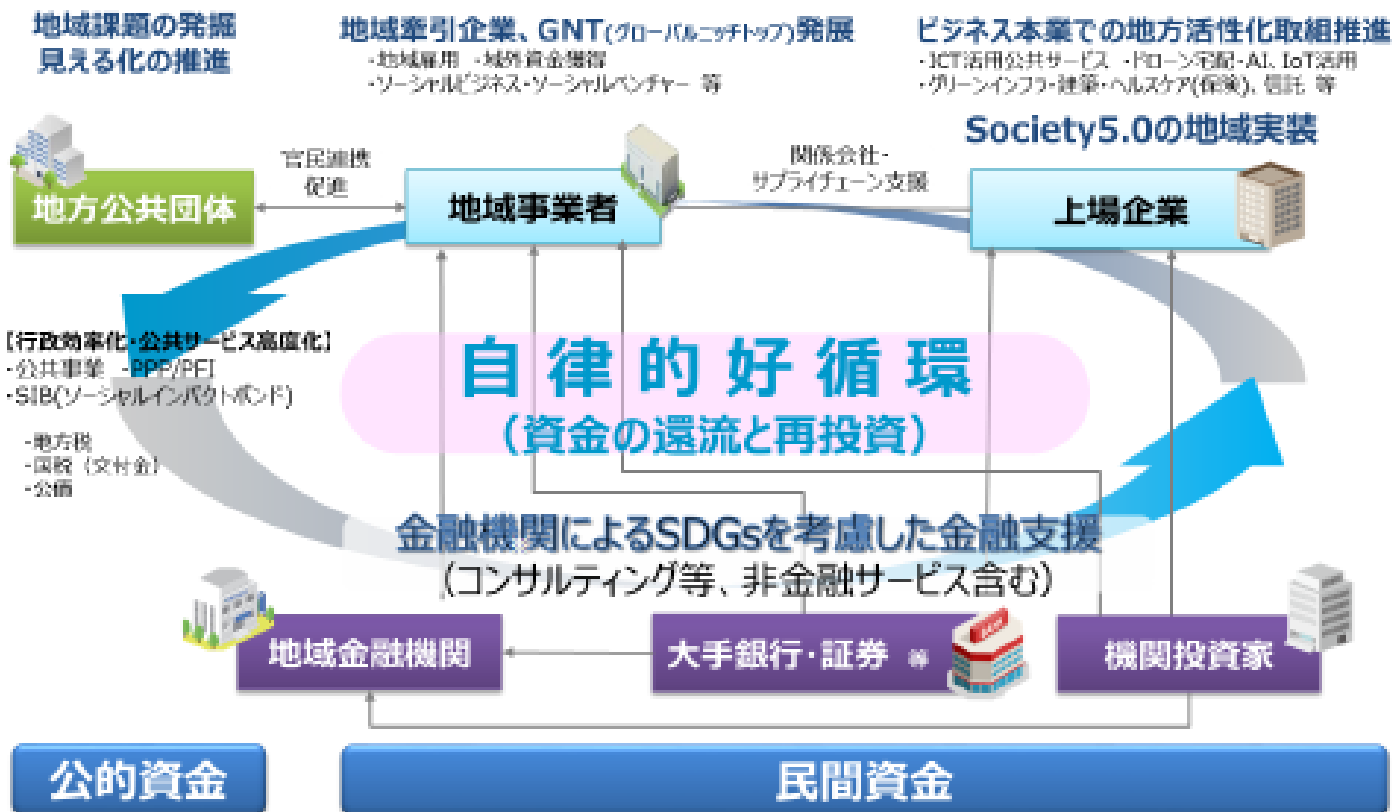 地域課題の発掘
見える化の推進
地域牽引企業、GNT(グローバルニッチトップ)発展
・地域雇用 ・域外資金獲得
・ソーシャルビジネス・ソーシャルベンチャー 等
ビジネス本業での地方活性化取組推進
・ICT活用公共サービス ・ドローン宅配・AI、IoT活用
・グリーンインフラ・建築・ヘルスケア(保険)、信託 等
Society5.0の地域実装
地方公共団体
官民連携
促進
地域事業者
関係会社・
サプライチェーン支援
上場企業
【行政効率化・公共サービス高度化】
・公共事業 ・PPP/PFI
・SIB(ソーシャルインパクトボンド)
・地方税
・国税（交付金）
・公債
自律的好循環
（資金の還流と再投資）
金融機関によるSDGsを考慮した金融支援
（コンサルティング等、非金融サービス含む）
地域金融機関
大手銀行・証券 等
機関投資家
公的資金
民間資金